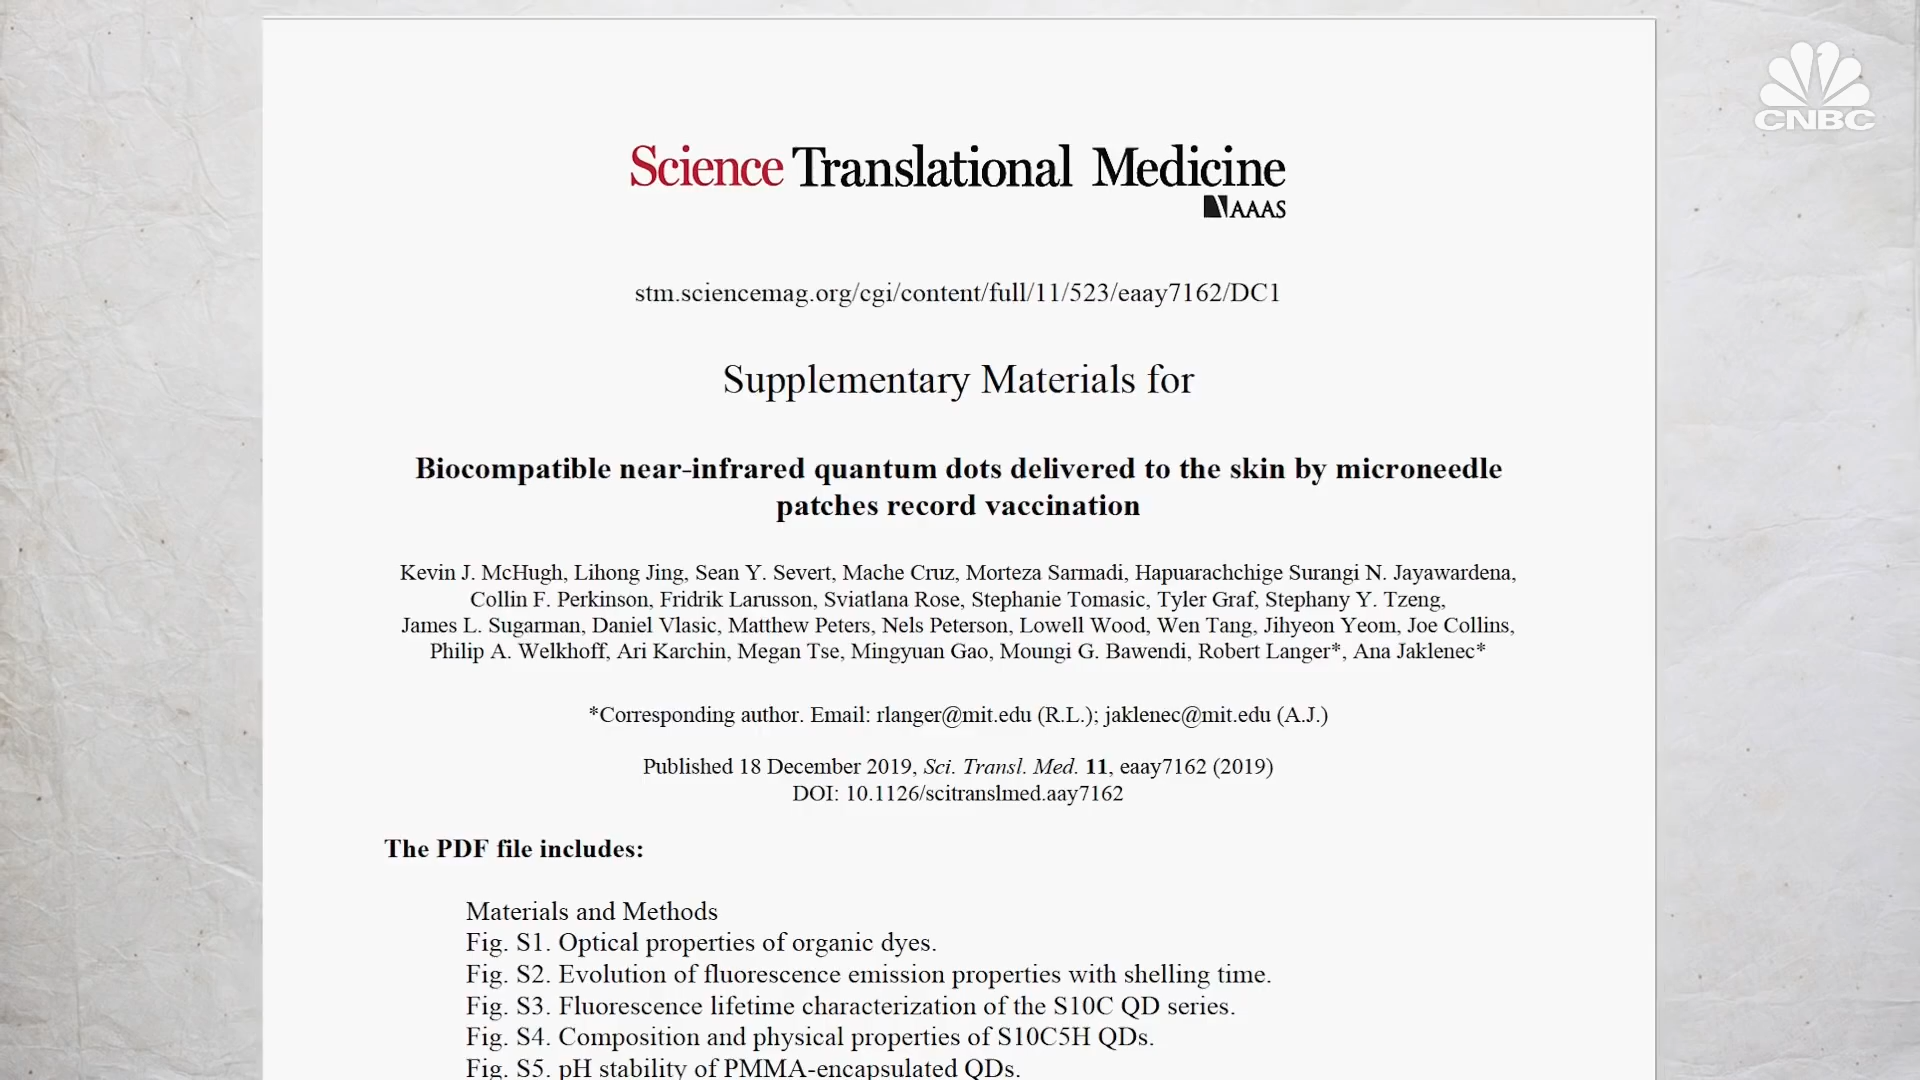 CNBC
Science Translational Medicine
AAAS
stm.sciencemag.org/cgi/content/full/11/523/eaay7162/DC1
Supplementary Materials for
Biocompatible near-infrared quantum dots delivered to the skin by microneedle
patches record vaccination
Kevin J. McHugh, Lihong Jing, Sean Y. Severt, Mache Cruz, Morteza Sarmadi, Hapuarachchige Surangi N. Jayawardena,
Collin F. Perkinson, Fridrik Larusson, Sviatlana Rose, Stephanie Tomasic, Tyler Graf, Stephany Y. Tzeng,
James L. Sugarman, Daniel Vlasic, Matthew Peters, Nels Peterson, Lowell Wood, Wen Tang, Jihyeon Yeom, Joe Collins,
Philip A. Welkhoff, Ari Karchin, Megan Tse, Mingyuan Gao, Moungi G. Bawendi, Robert Langer*, Ana Jaklenec*
*Corresponding author. Email: rlanger@mit.edu (R.L.); jaklenec@mit.edu (A.J.)
Published 18 December 2019, Sci. Transl. Med. 11, eaay7162 (2019)
DOI: 10.1126/scitranslmed.aay7162
The PDF file includes:
Materials and Methods
Fig. S1. Optical properties of organic dyes.
Fig. S2. Evolution of fluorescence emission properties with shelling time.
Fig. S3. Fluorescence lifetime characterization of the S10C QD series.
Fig. S4. Composition and physical properties of S10C5H QDs.
Fig. S5. pH stability of PMMA-encapsulated QDs.